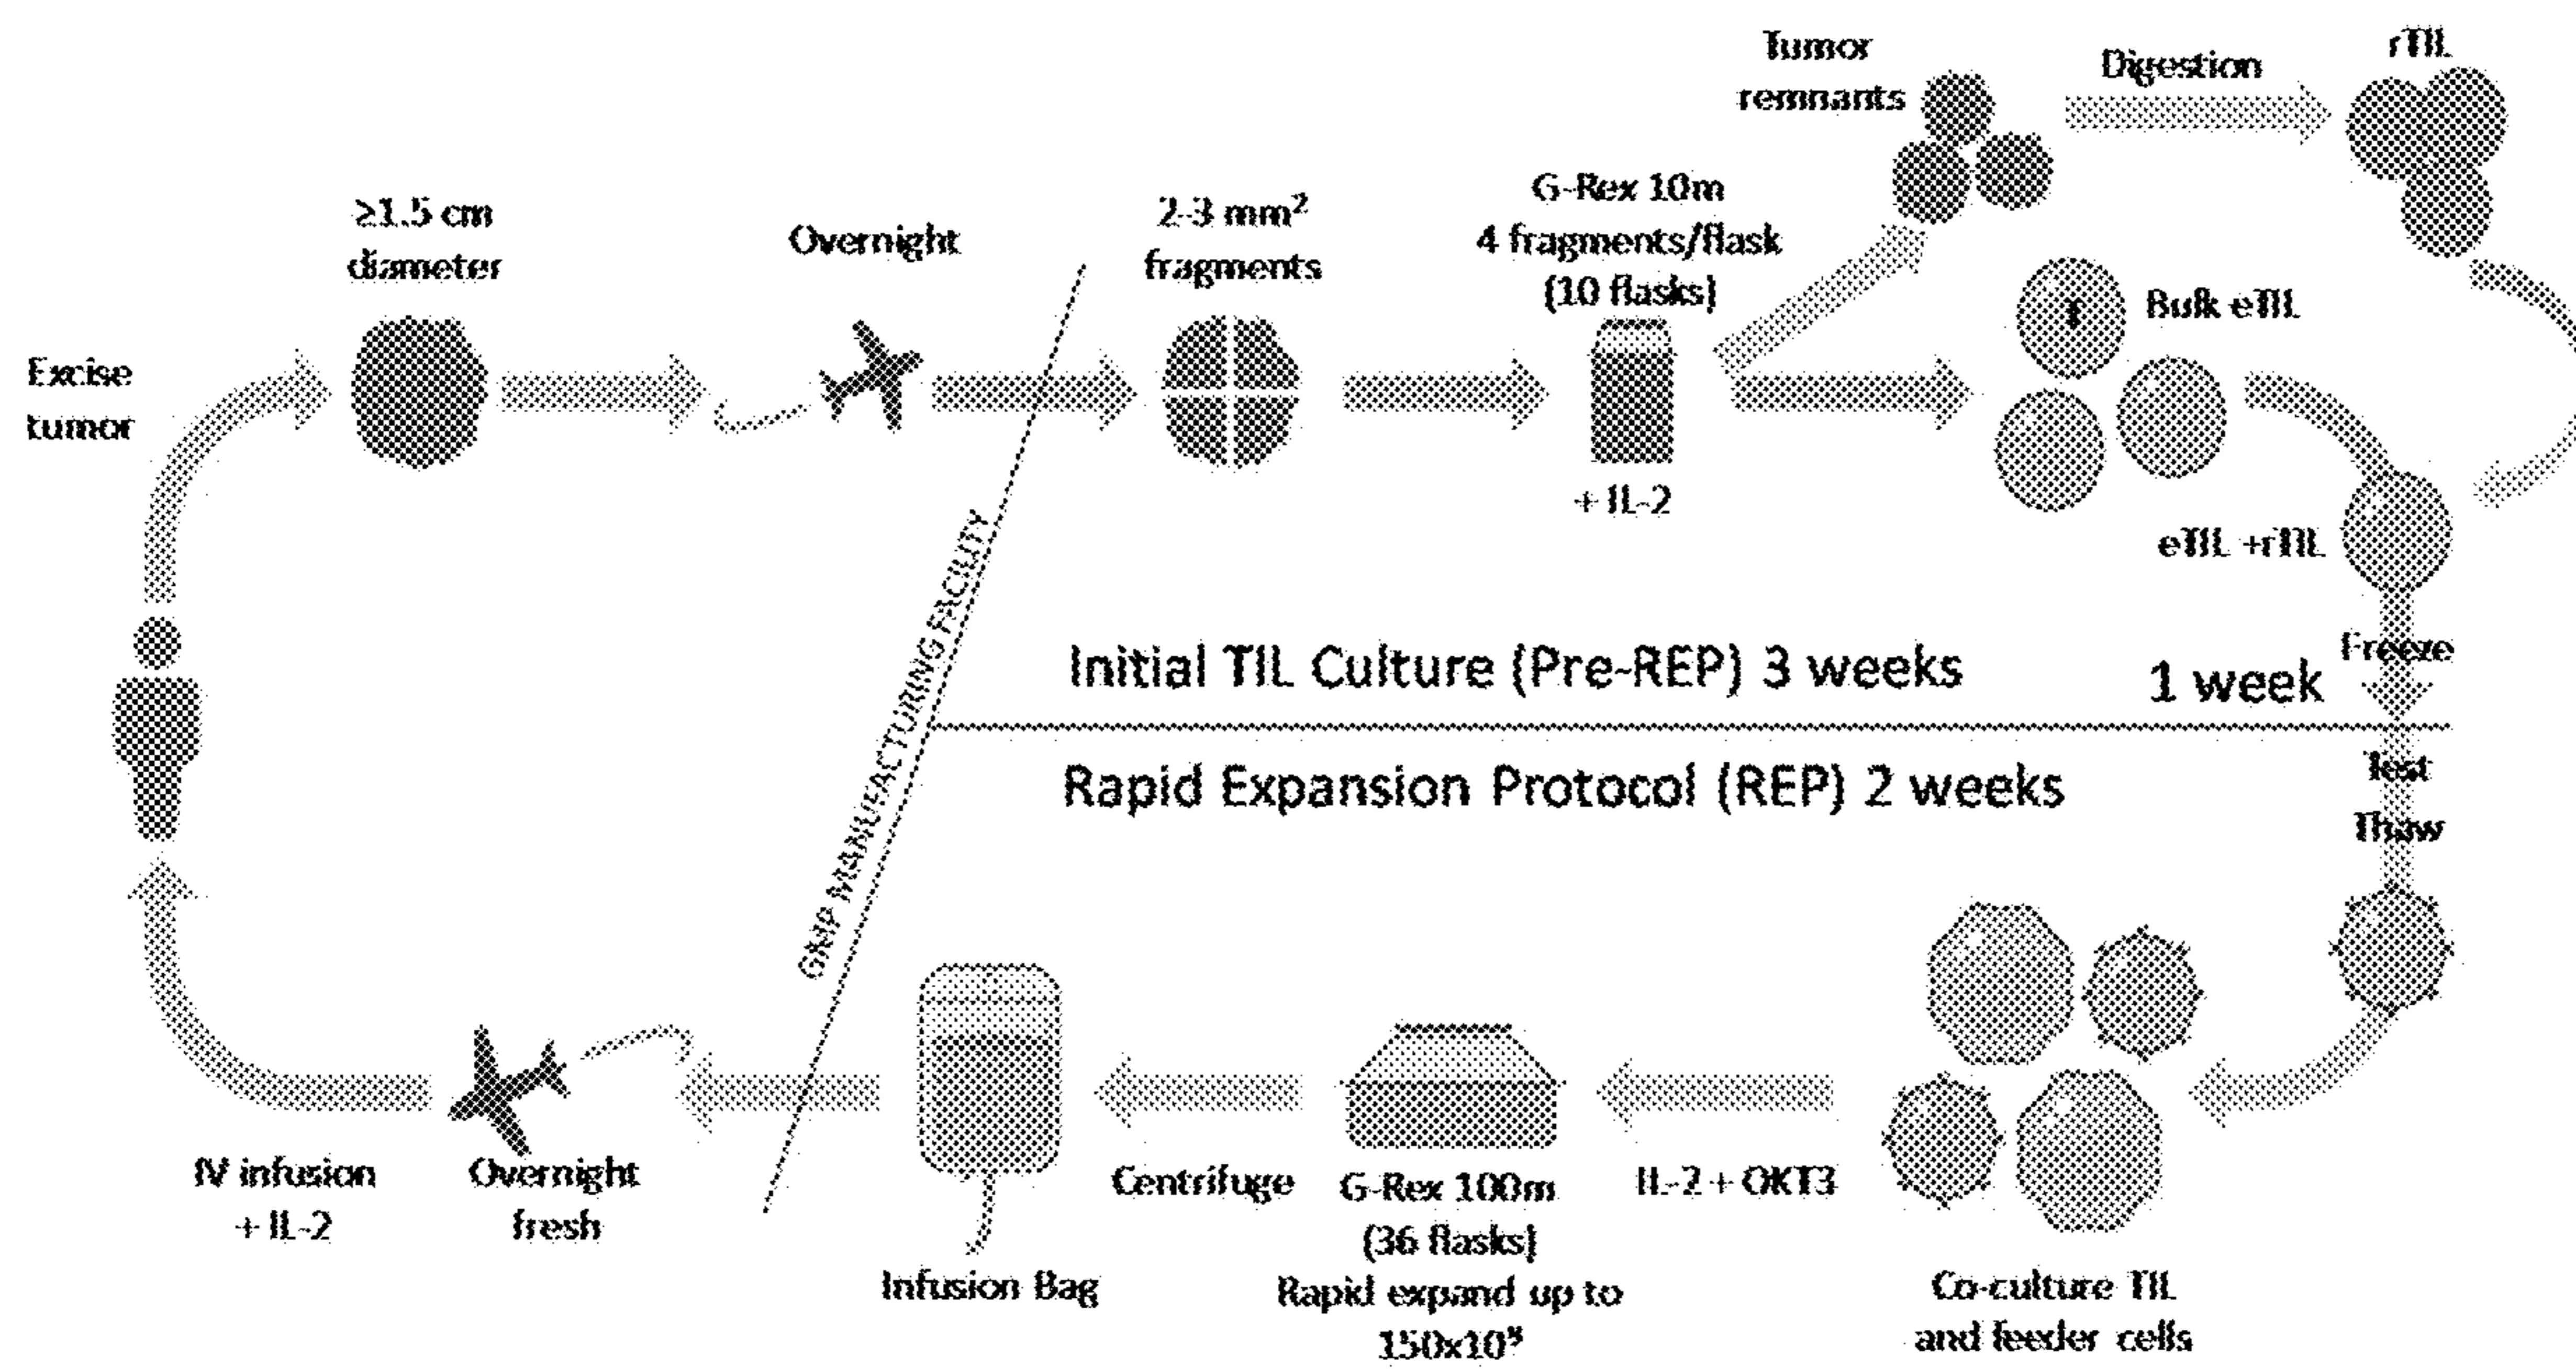 Excise
tumor
≥1.5 cm
diameter
Overnight
2-3 mm²
fragments
G-Rex 10m
4 fragments/flask
(10 flasks)
+ IL-2
Tumor
remnants
Digestion
rTIL
Bulk eTIL
eTIL +rTIL
GMP MANUFACTURING FACILITY
Initial TIL Culture (Pre-REP) 3 weeks
1 week
Freeze
Rapid Expansion Protocol (REP) 2 weeks
Test
Thaw
Co-culture TIL
and feeder cells
IL-2 + OKT3
G-Rex 100m
(36 flasks)
Rapid expand up to
150x10⁹
Centrifuge
Infusion Bag
Overnight
fresh
IV infusion
+ IL-2